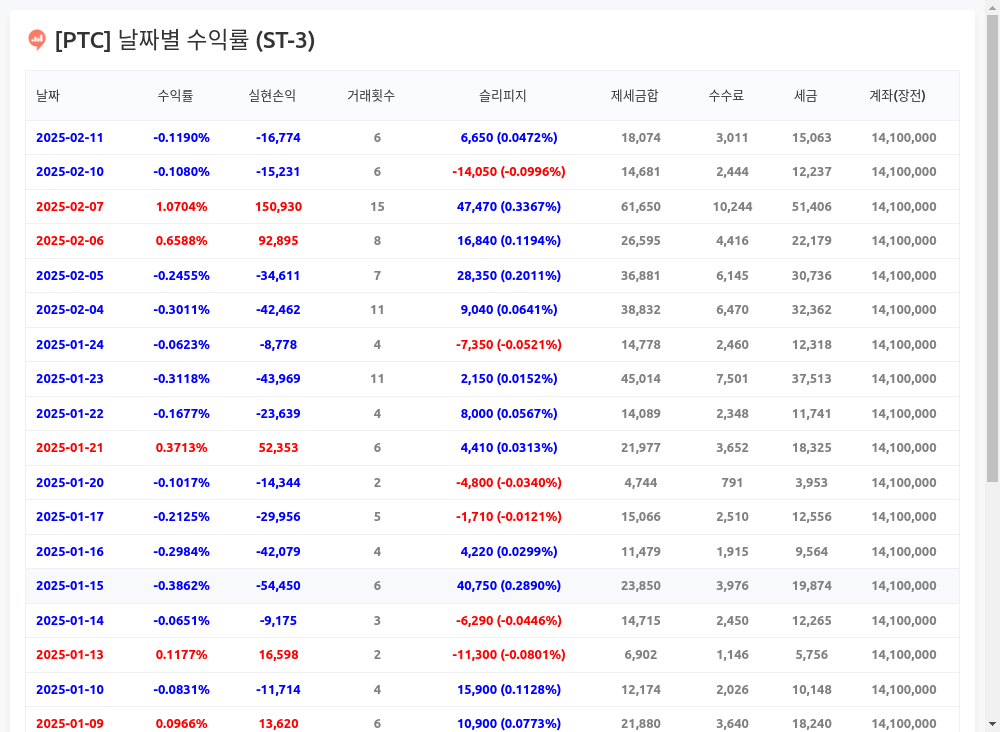 [PTC] 날짜별 수익률 (ST-3)
날짜 수익률 실현손익 거래횟수 슬리피지 제세금합 수수료 세금 계좌(장전)
2025-02-11 -0.1190% -16,774 6 6,650 (0.0472%) 18,074 3,011 15,063 14,100,000
2025-02-10 -0.1080% -15,231 6 -14,050 (-0.0996%) 14,681 2,444 12,237 14,100,000
2025-02-07 1.0704% 150,930 15 47,470 (0.3367%) 61,650 10,244 51,406 14,100,000
2025-02-06 0.6588% 92,895 8 16,840 (0.1194%) 26,595 4,416 22,179 14,100,000
2025-02-05 -0.2455% -34,611 7 28,350 (0.2011%) 36,881 6,145 30,736 14,100,000
2025-02-04 -0.3011% -42,462 11 9,040 (0.0641%) 38,832 6,470 32,362 14,100,000
2025-01-24 -0.0623% -8,778 4 -7,350 (-0.0521%) 14,778 2,460 12,318 14,100,000
2025-01-23 -0.3118% -43,969 11 2,150 (0.0152%) 45,014 7,501 37,513 14,100,000
2025-01-22 -0.1677% -23,639 4 8,000 (0.0567%) 14,089 2,348 11,741 14,100,000
2025-01-21 0.3713% 52,353 6 4,410 (0.0313%) 21,977 3,652 18,325 14,100,000
2025-01-20 -0.1017% -14,344 2 -4,800 (-0.0340%) 4,744 791 3,953 14,100,000
2025-01-17 -0.2125% -29,956 5 -1,710 (-0.0121%) 15,066 2,510 12,556 14,100,000
2025-01-16 -0.2984% -42,079 4 4,220 (0.0299%) 11,479 1,915 9,564 14,100,000
2025-01-15 -0.3862% -54,450 6 40,750 (0.2890%) 23,850 3,976 19,874 14,100,000
2025-01-14 -0.0651% -9,175 3 -6,290 (-0.0446%) 14,715 2,450 12,265 14,100,000
2025-01-13 0.1177% 16,598 2 -11,300 (-0.0801%) 6,902 1,146 5,756 14,100,000
2025-01-10 -0.0831% -11,714 4 15,900 (0.1128%) 12,174 2,026 10,148 14,100,000
2025-01-09 0.0966% 13,620 6 10,900 (0.0773%) 21,880 3,640 18,240 14,100,000